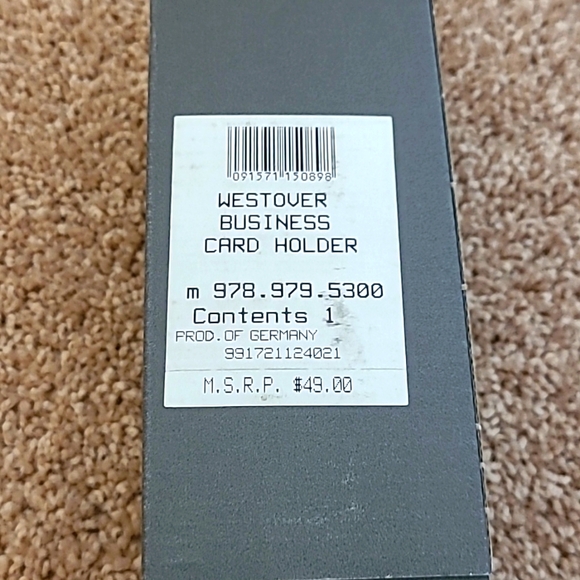 091571 150898
WESTOVER
BUSINESS
CARD HOLDER
m 978.979.5300
Contents 1
PROD.OF GERMANY
991721124021
M.S.R.P. $49.00